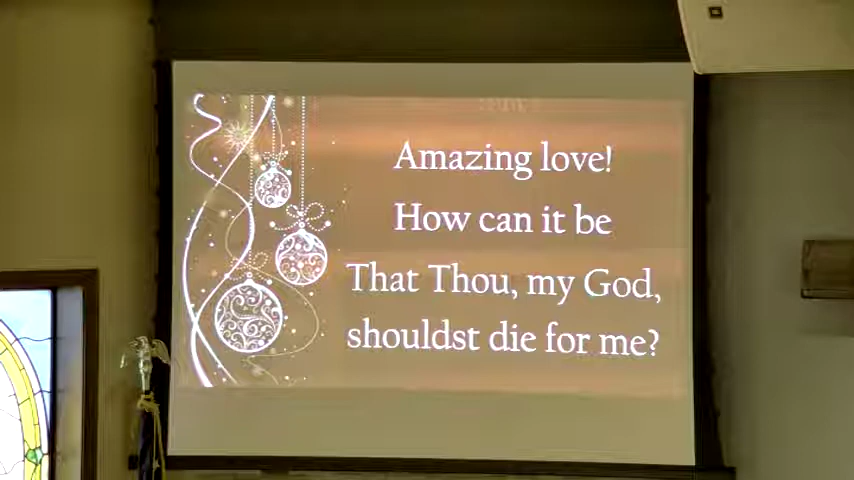 Amazing love!
How can it be
That Thou, my God,
shouldst die for me?